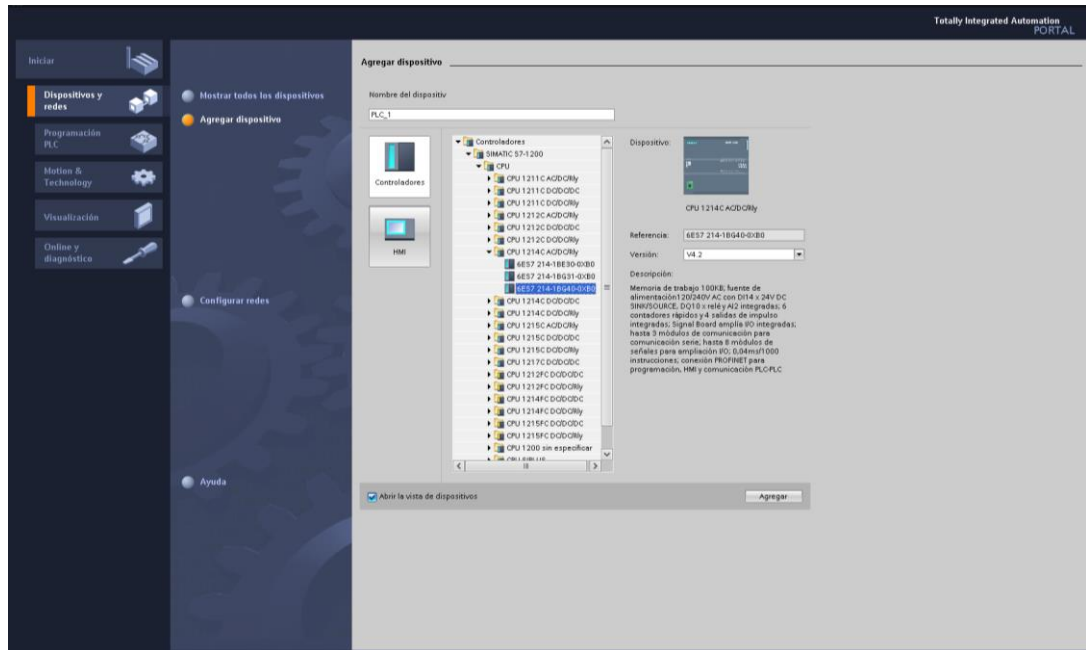 Totally Integrated Automation
PORTAL
Iniciar
Dispositivos y
redes
Programación
PLC
Motion &
Technology
Visualización
Online y
diagnóstico
Mostrar todos los dispositivos
Agregar dispositivo
Configurar redes
Ayuda
Agregar dispositivo
Nombre del dispositiv
PLC_1
Controladores
HMI
Controladores
SIMATIC S7-1200
CPU
CPU 1211C AC/DC/Rly
CPU 1211C DC/DC/DC
CPU 1211C DC/DC/Rly
CPU 1212C AC/DC/Rly
CPU 1212C DC/DC/DC
CPU 1212C DC/DC/Rly
CPU 1214C AC/DC/Rly
6ES7 214-1BE30-0XB0
6ES7 214-1BG31-0XB0
6ES7 214-1BG40-0XB0
CPU 1214C DC/DC/DC
CPU 1214C DC/DC/Rly
CPU 1215C AC/DC/Rly
CPU 1215C DC/DC/DC
CPU 1215C DC/DC/Rly
CPU 1217C DC/DC/DC
CPU 1212FC DC/DC/DC
CPU 1212FC DC/DC/Rly
CPU 1214FC DC/DC/DC
CPU 1214FC DC/DC/Rly
CPU 1215FC DC/DC/DC
CPU 1215FC DC/DC/Rly
CPU 1200 sin especificar
CPU SIPLUS
Dispositivo:
CPU 1214C AC/DC/Rly
Referencia:
6ES7 214-1BG40-0XB0
Versión:
V4.2
Descripción:
Memoria de trabajo 100KB; fuente de
alimentación120/240V AC con DI14 x 24V DC
SINK/SOURCE, DQ10 x relé y AI2 integradas; 6
contadores rápidos y 4 salidas de impulso
integradas; Signal Board amplía I/O integradas;
hasta 3 módulos de comunicación para
comunicación serie; hasta 8 módulos de
señales para ampliación I/O; 0,04ms/1000
instrucciones; conexión PROFINET para
programación, HMI y comunicación PLC-PLC
Abrir la vista de dispositivos
Agregar